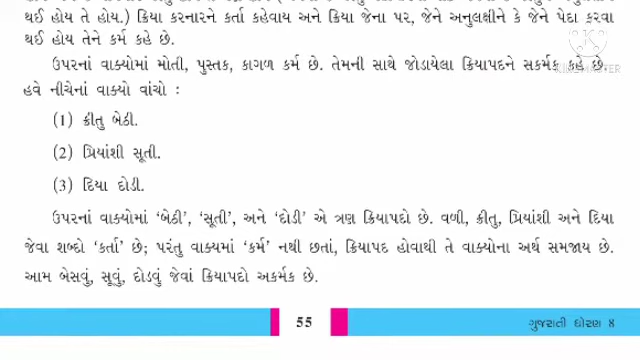 થઈ હોય તે હોય.) ક્રિયા કરનારને કર્તા કહેવાય અને ક્રિયા જેના પર, જેને અનુલક્ષીને કે જેને પેદા કરવા
થઈ હોય તેને કર્મ કહે છે.
ઉપરનાં વાક્યોમાં મોતી, પુસ્તક, કાગળ કર્મ છે. તેમની સાથે જોડાયેલા ક્રિયાપદને સકર્મક કહે છે.
હવે નીચેનાં વાક્યો વાંચો :
(1) ક્રીતુ બેઠી.
(2) પ્રિયાંશી સૂતી.
(3) દિયા દોડી.
ઉપરનાં વાક્યોમાં ‘બેઠી’, ‘સૂતી’, અને ‘દોડી’ એ ત્રણ ક્રિયાપદો છે. વળી, ક્રીતુ, પ્રિયાંશી અને દિયા
જેવા શબ્દો ‘કર્તા’ છે; પરંતુ વાક્યમાં ‘કર્મ’ નથી છતાં, ક્રિયાપદ હોવાથી તે વાક્યોના અર્થ સમજાય છે.
આમ બેસવું, સૂવું, દોડવું જેવાં ક્રિયાપદો અકર્મક છે.
55
ગુજરાતી ધોરણ 8
KINEMASTER